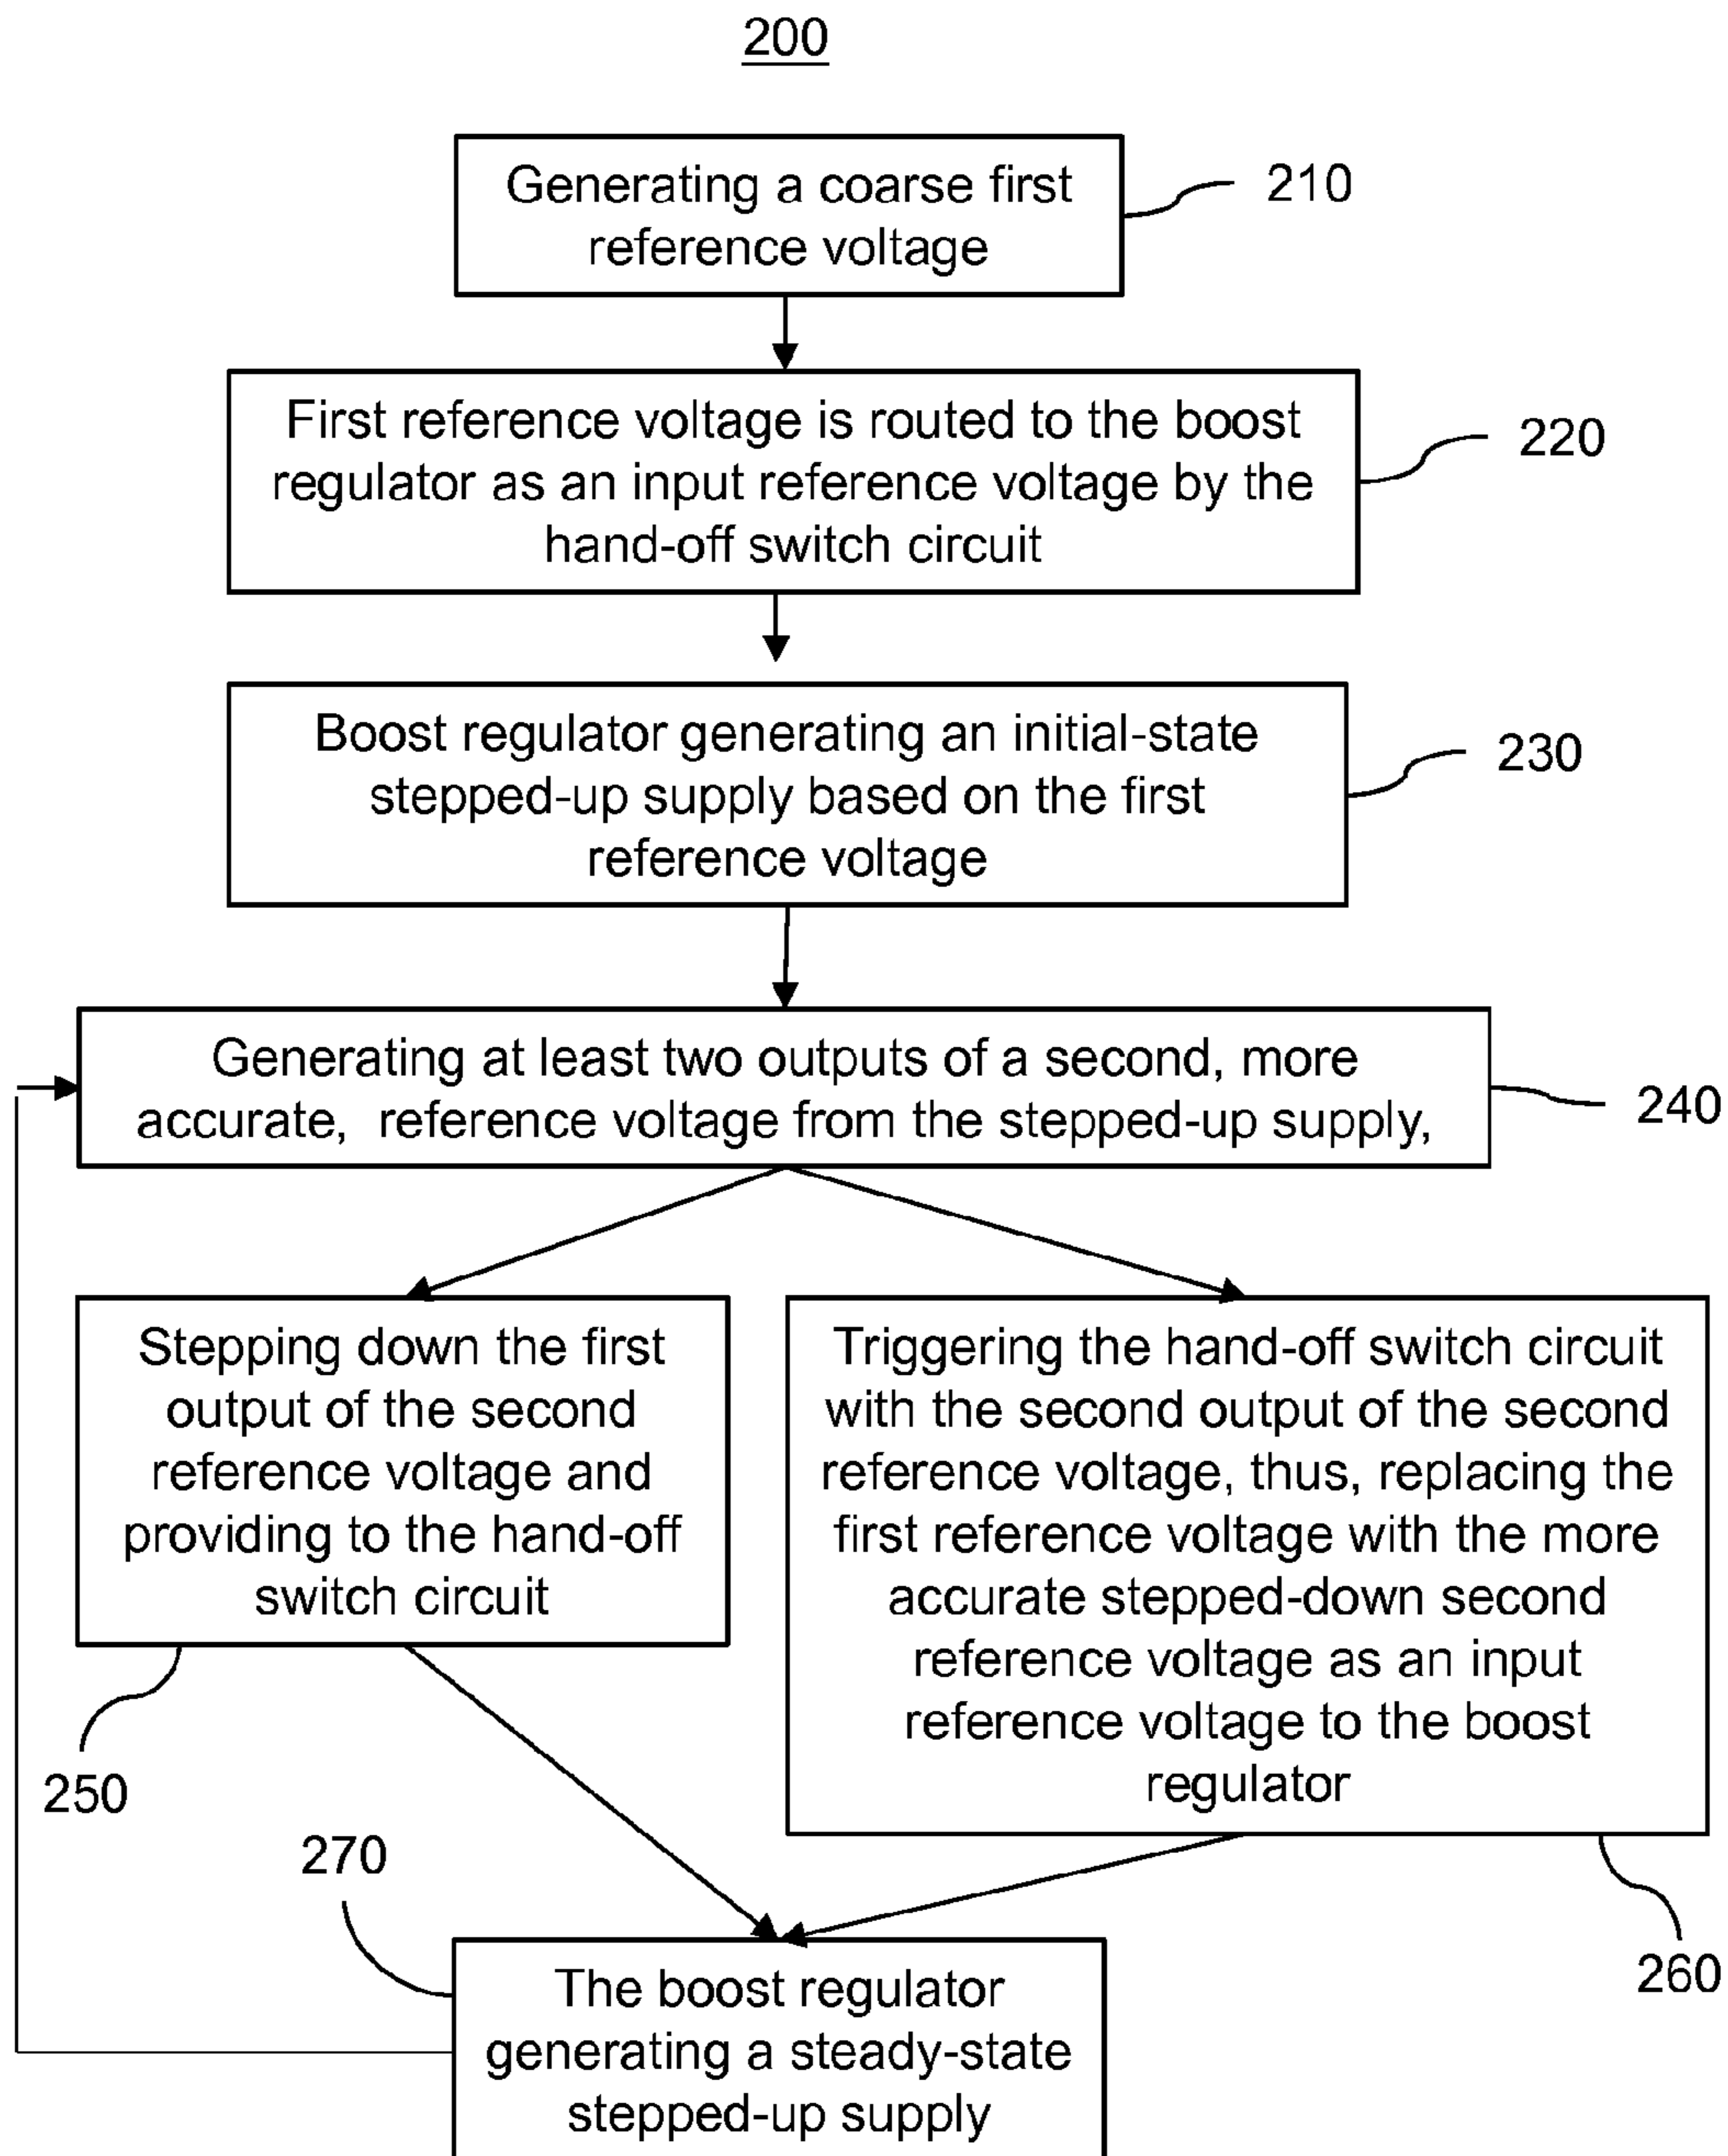 200
Generating a coarse first
reference voltage
210
First reference voltage is routed to the boost
regulator as an input reference voltage by the
hand-off switch circuit
220
Boost regulator generating an initial-state
stepped-up supply based on the first
reference voltage
230
Generating at least two outputs of a second, more
accurate, reference voltage from the stepped-up supply,
240
Stepping down the first
output of the second
reference voltage and
providing to the hand-off
switch circuit
250
Triggering the hand-off switch circuit
with the second output of the second
reference voltage, thus, replacing the
first reference voltage with the more
accurate stepped-down second
reference voltage as an input
reference voltage to the boost
regulator
260
270
The boost regulator
generating a steady-state
stepped-up supply